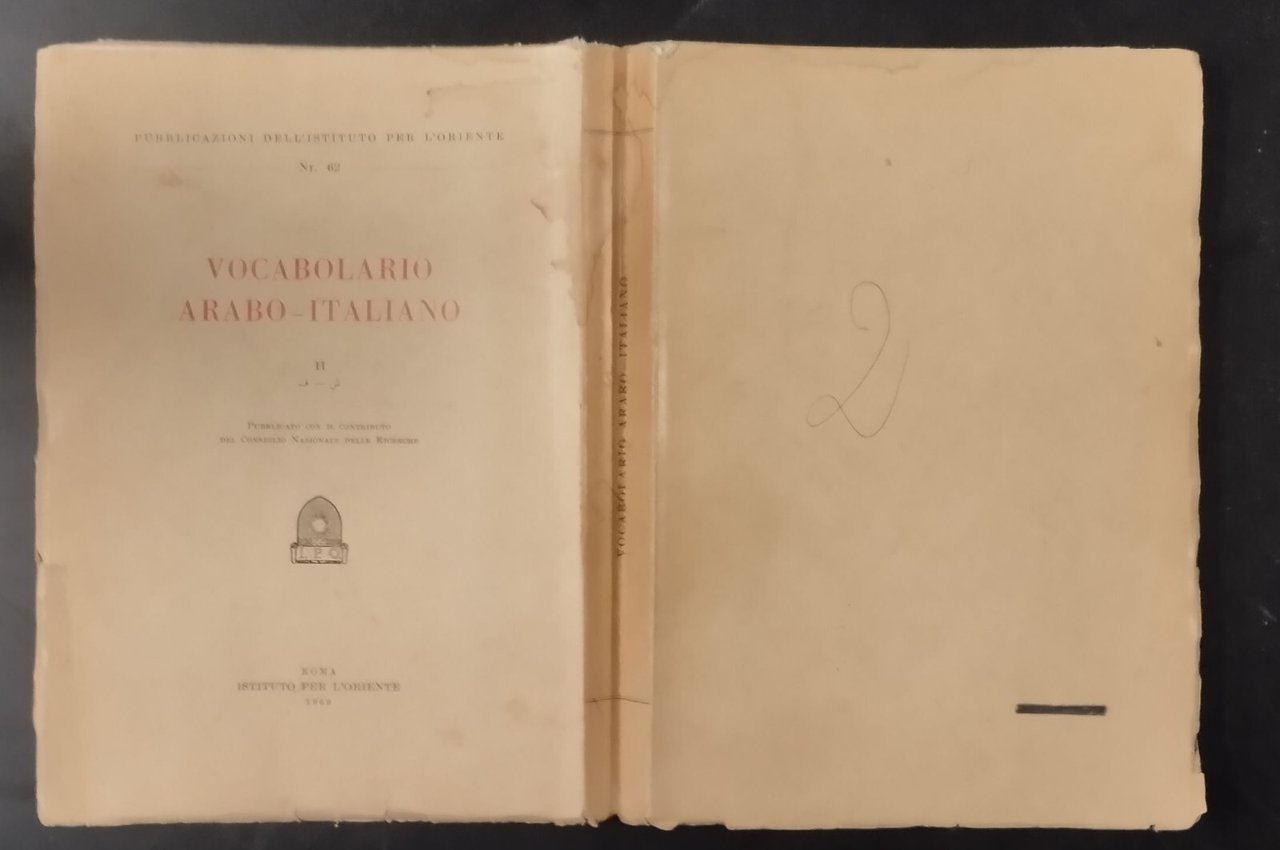 PUBBLICAZIONI DELL'ISTITUTO PER L'ORIENTE
Nr. 62
VOCABOLARIO
ARABO-ITALIANO
II
ش — ف
PUBBLICATO CON IL CONTRIBUTO
DEL CONSIGLIO NAZIONALE DELLE RICERCHE
I. P. O.
ROMA
ISTITUTO PER L'ORIENTE
1969
VOCABOLARIO ARABO-ITALIANO
2